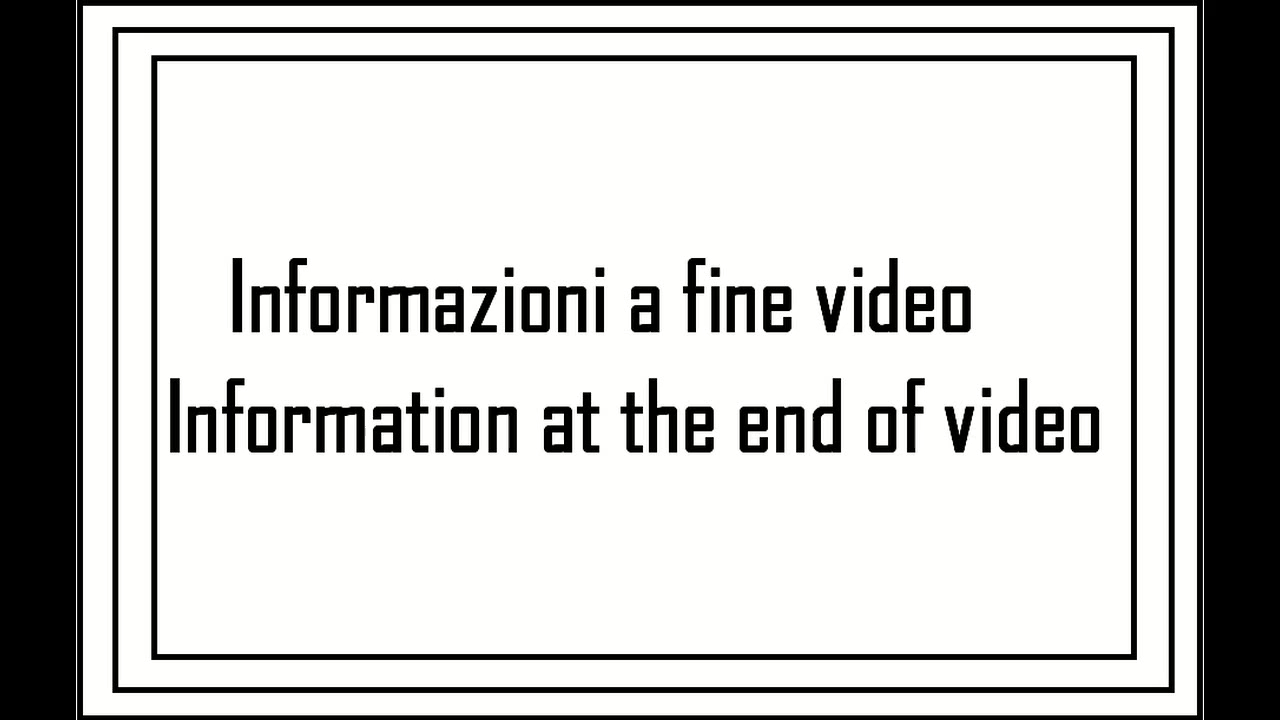 Informazioni a fine video
Information at the end of video